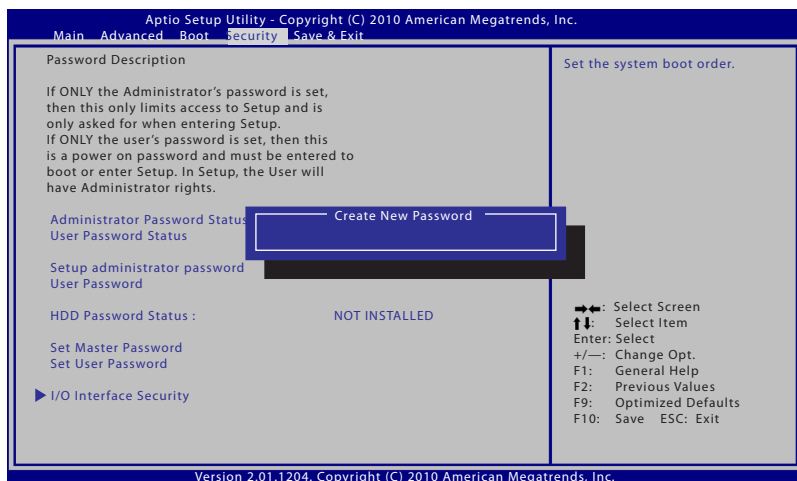 Aptio Setup Utility - Copyright (C) 2010 American Megatrends, Inc.
Main Advanced Boot Security Save & Exit
Password Description
If ONLY the Administrator's password is set,
then this only limits access to Setup and is
only asked for when entering Setup.
If ONLY the user's password is set, then this
is a power on password and must be entered to
boot or enter Setup. In Setup, the User will
have Administrator rights.
Administrator Password Status
User Password Status
Create New Password
Setup administrator password
User Password
HDD Password Status : NOT INSTALLED
Set Master Password
Set User Password
I/O Interface Security
Set the system boot order.
→←: Select Screen
↑↓: Select Item
Enter: Select
+/—: Change Opt.
F1: General Help
F2: Previous Values
F9: Optimized Defaults
F10: Save ESC: Exit
Version 2.01.1204. Copyright (C) 2010 American Megatrends, Inc.